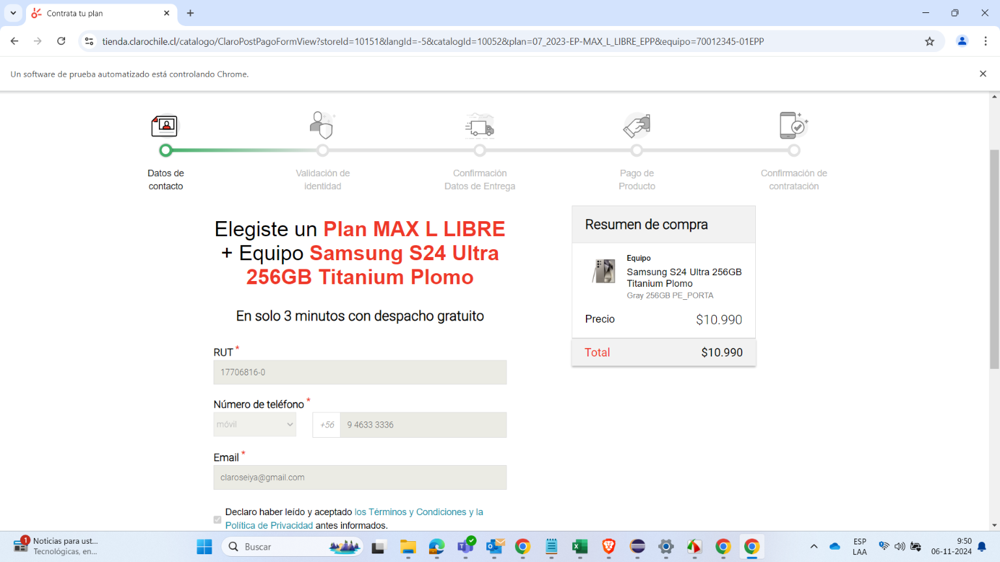 Contrata tu plan
tienda.clarochile.cl/catalogo/ClaroPostPagoFormView?storeId=10151&langId=-5&catalogId=10052&plan=07_2023-EP-MAX_L_LIBRE_EPP&equipo=70012345-01EPP
Un software de prueba automatizado está controlando Chrome.
Datos de
contacto
Validación de
identidad
Confirmación
Datos de Entrega
Pago de
Producto
Confirmación de
contratación
Elegiste un Plan MAX L LIBRE
+ Equipo Samsung S24 Ultra
256GB Titanium Plomo
En solo 3 minutos con despacho gratuito
RUT *
17706816-0
Número de teléfono *
móvil
+56
9 4633 3336
Email *
claroseiya@gmail.com
Declaro haber leído y aceptado los Términos y Condiciones y la
Política de Privacidad antes informados.
Resumen de compra
Equipo
Samsung S24 Ultra 256GB
Titanium Plomo
Gray 256GB PE_PORTA
Precio $10.990
Total $10.990
1
Noticias para ust...
Tecnológicas, en...
Buscar
ESP
LAA
9:50
06-11-2024